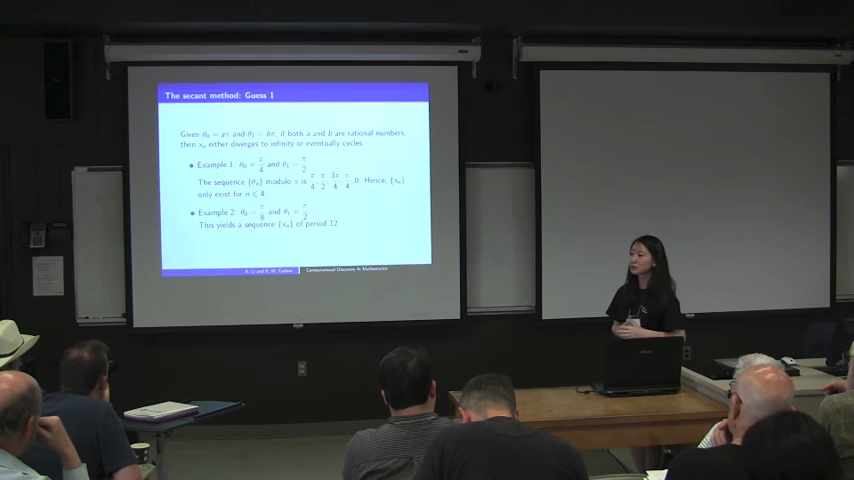 The secant method: Guess 1
Given θ₀ = aπ and θ₁ = bπ, if both a and b are rational numbers,
then xₙ either diverges to infinity or eventually cycles.
Example 1: θ₀ = π/4 and θ₁ = π/2
The sequence {θₙ} modulo π is π/4, π/2, 3π/4, π/4, 0. Hence, {xₙ}
only exist for n ⩽ 4.
Example 2: θ₀ = π/8 and θ₁ = π/2
This yields a sequence {xₙ} of period 12.
Computational Discovery in Mathematics